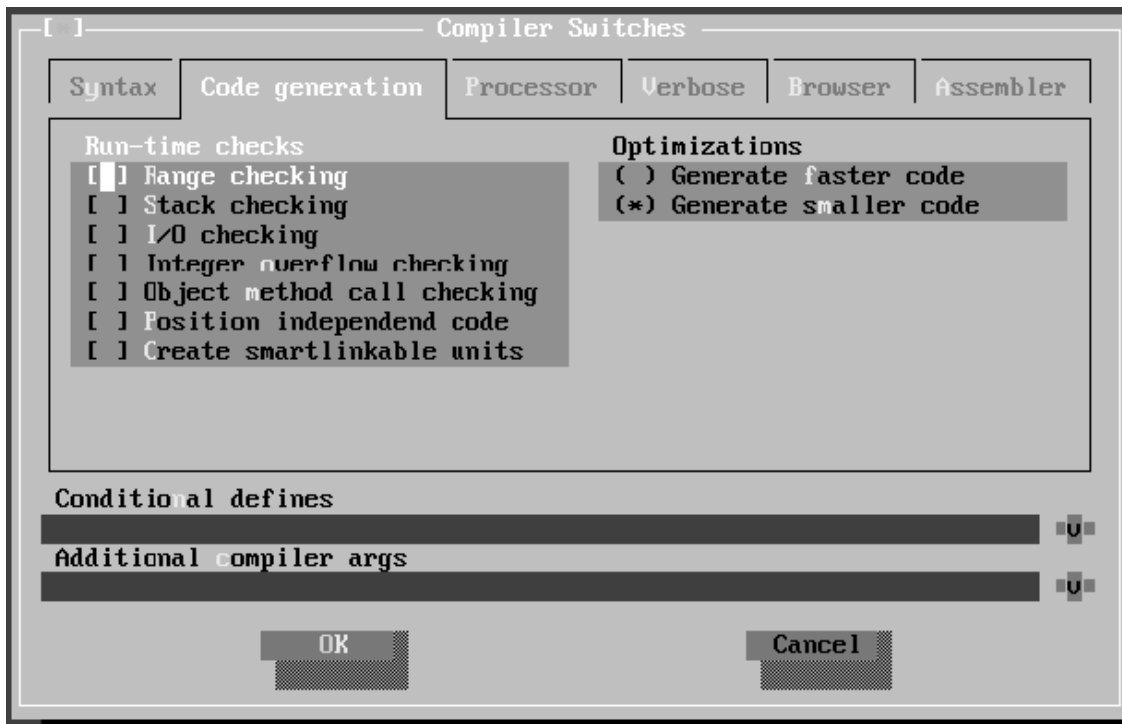 [*] Compiler Switches
Syntax Code generation Processor Verbose Browser Assembler
Run-time checks
[ ] Range checking
[ ] Stack checking
[ ] I/O checking
[ ] Integer overflow checking
[ ] Object method call checking
[ ] Position independend code
[ ] Create smartlinkable units
Optimizations
( ) Generate faster code
(*) Generate smaller code
Conditional defines
Additional compiler args
OK Cancel